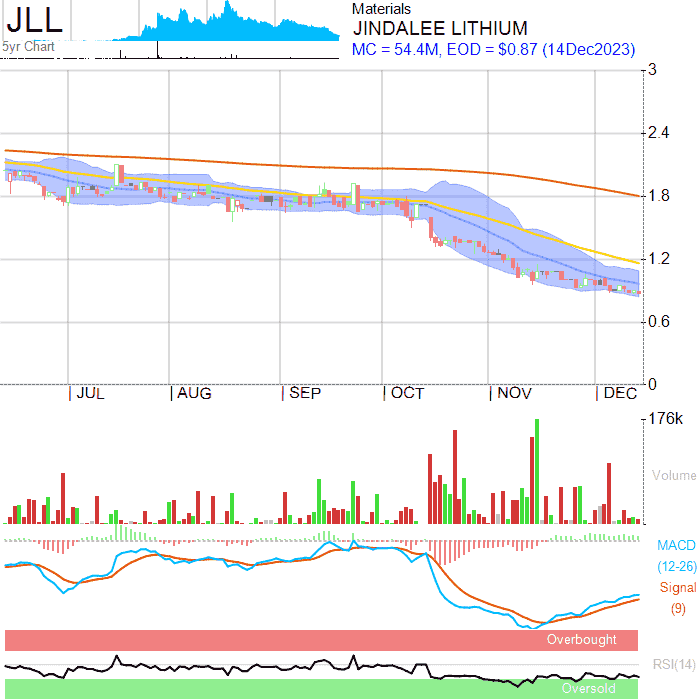 JLL
5yr Chart
Materials
JINDALEE LITHIUM
MC = 54.4M, EOD = $0.87 (14Dec2023)
3
2.4
1.8
1.2
0.6
0
JUL AUG SEP OCT NOV DEC
176k
Volume
MACD
(12-26)
Signal
(9)
Overbought
RSI(14)
Oversold